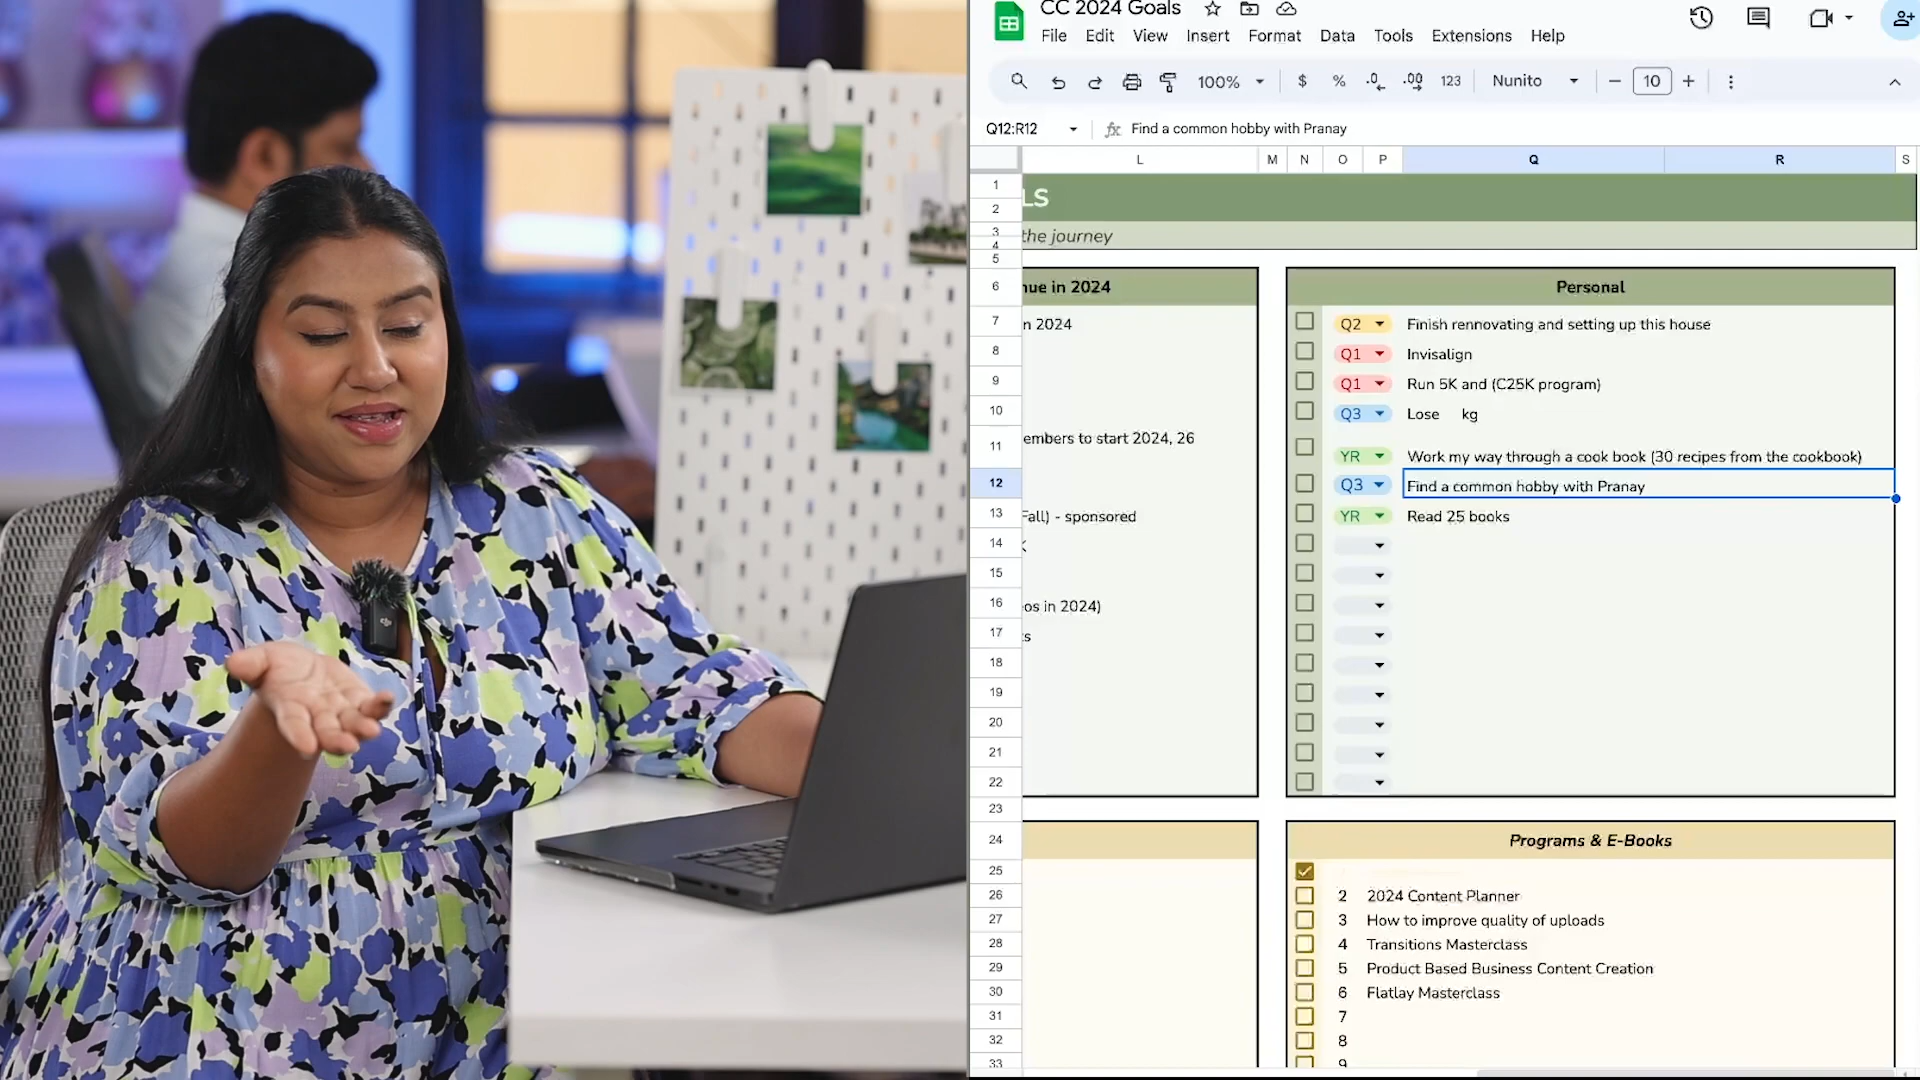 CC 2024 Goals
File Edit View Insert Format Data Tools Extensions Help
100% $ % .0 .00 123 Nunito 10
Q12:R12 fx Find a common hobby with Pranay
L M N O P Q R S
1
2
3
4
5
6
7
8
9
10
11
12
13
14
15
16
17
18
19
20
21
22
23
24
25
26
27
28
29
30
31
32
33
LS
the journey
nue in 2024
n 2024
embers to start 2024, 26
Fall) - sponsored
os in 2024)
s
Personal
Q2 Finish rennovating and setting up this house
Q1 Invisalign
Q1 Run 5K and (C25K program)
Q3 Lose kg
YR Work my way through a cook book (30 recipes from the cookbook)
Q3 Find a common hobby with Pranay
YR Read 25 books
Programs & E-Books
2 2024 Content Planner
3 How to improve quality of uploads
4 Transitions Masterclass
5 Product Based Business Content Creation
6 Flatlay Masterclass
7
8
9